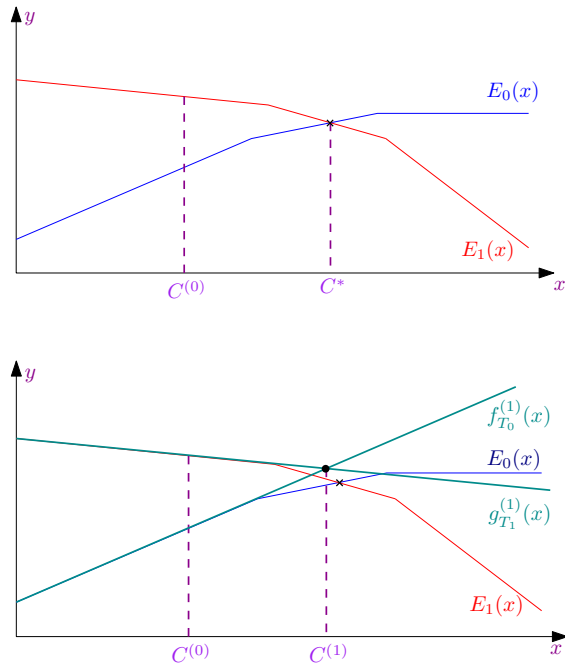 y
E_0(x)
E_1(x)
C^{(0)}
C^*
x
y
f_{T_0}^{(1)}(x)
E_0(x)
g_{T_1}^{(1)}(x)
E_1(x)
C^{(0)}
C^{(1)}
x